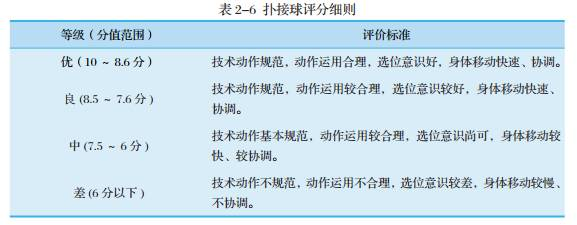 表 2-6 扑接球评分细则
等级（分值范围） 评价标准
优（10 ~ 8.6 分） 技术动作规范，动作运用合理，选位意识好，身体移动快速、协调。
良 (8.5 ~ 7.6 分 ) 技术动作规范，动作运用较合理，选位意识较好，身体移动快速、
协调。
中 (7.5 ~ 6 分 ) 技术动作基本规范，动作运用较合理，选位意识尚可，身体移动较
快、较协调。
差 (6 分以下 ) 技术动作不规范，动作运用不合理，选位意识较差，身体移动较慢、
不协调。